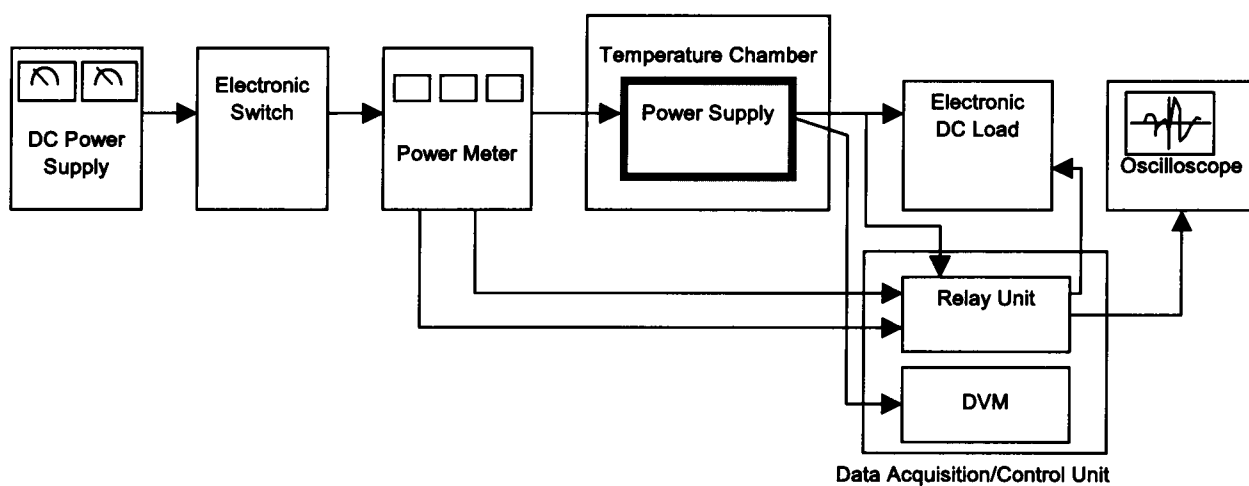 DC Power
Supply
Electronic
Switch
Power Meter
Temperature Chamber
Power Supply
Electronic
DC Load
Oscilloscope
Relay Unit
DVM
Data Acquisition/Control Unit